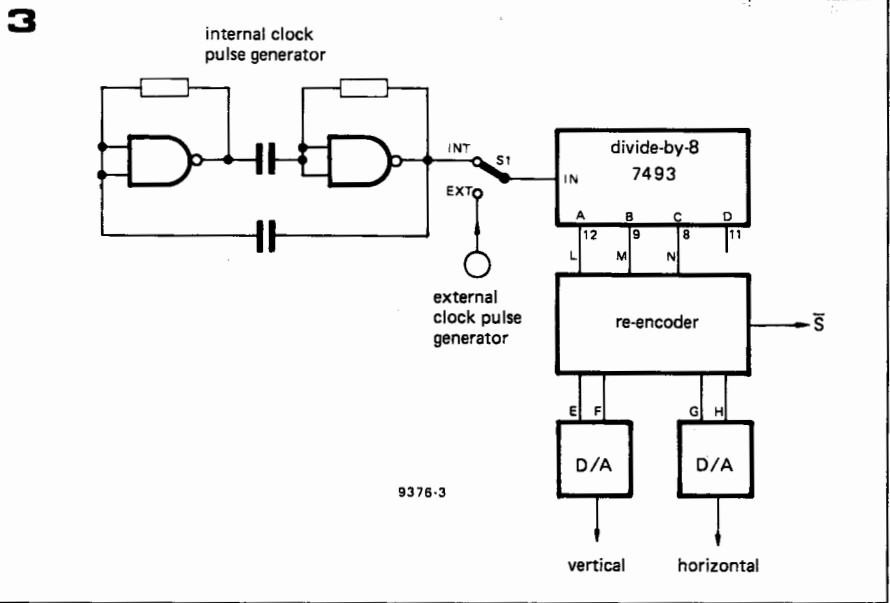 3
internal clock
pulse generator
INT
S1
EXT
external
clock pulse
generator
divide-by-8
7493
IN
A B C D
12 9 8 11
L M N
re-encoder
S̅
E F G H
D/A D/A
9376-3
vertical horizontal